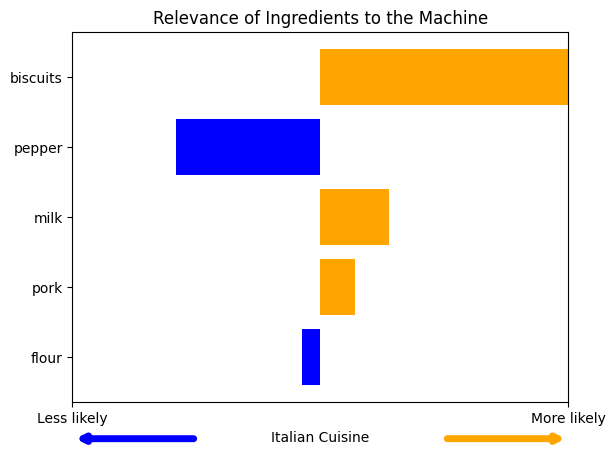 Relevance of Ingredients to the Machine
biscuits
pepper
milk
pork
flour
Less likely
More likely
Italian Cuisine